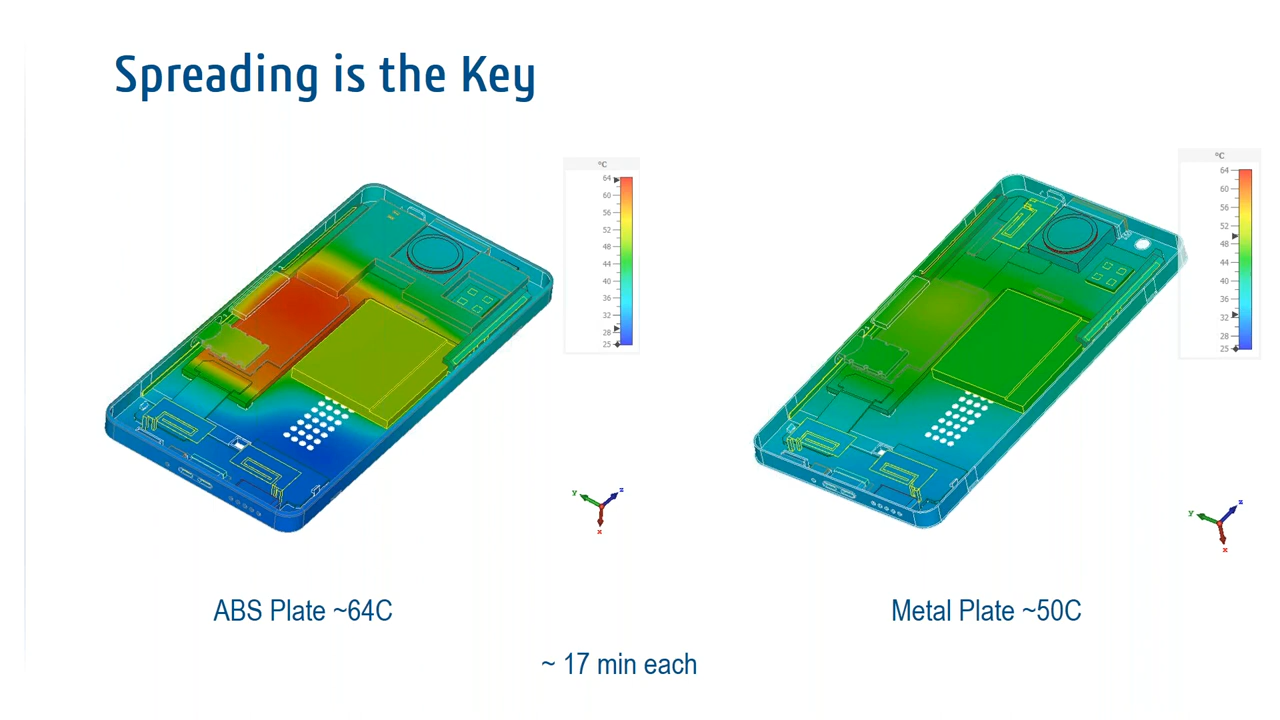 Spreading is the Key
°C
64
60
56
52
48
44
40
36
32
28
25
y
z
x
°C
64
60
56
52
48
44
40
36
32
28
25
y
z
x
ABS Plate ~64C
Metal Plate ~50C
~ 17 min each